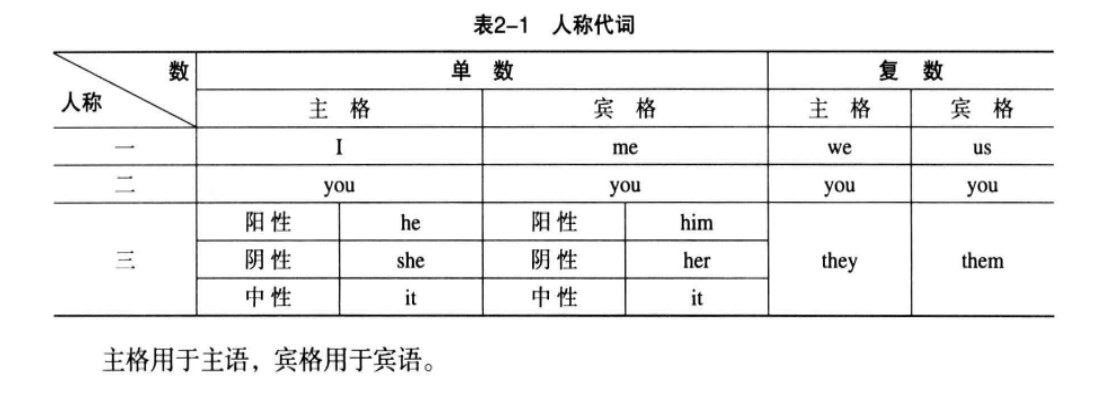 表2-1 人称代词
数 单 数 复 数
人称 主 格 宾 格 主 格 宾 格
一 I me we us
二 you you you you
阳性 he 阳性 him
三 阴性 she 阴性 her they them
中性 it 中性 it
主格用于主语，宾格用于宾语。